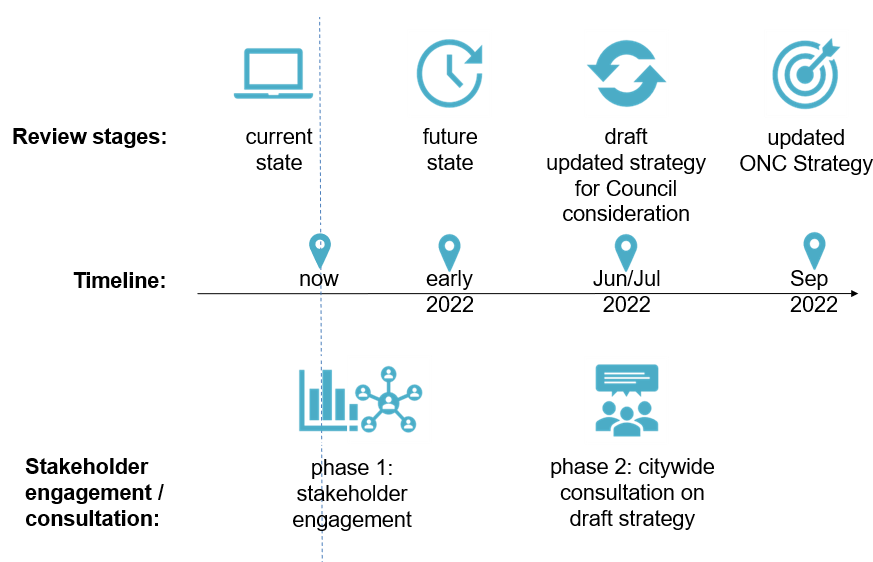 Review stages:
current
state
future
state
draft
updated strategy
for Council
consideration
updated
ONC Strategy
Timeline:
now
early
2022
Jun/Jul
2022
Sep
2022
Stakeholder
engagement /
consultation:
phase 1:
stakeholder
engagement
phase 2: citywide
consultation on
draft strategy